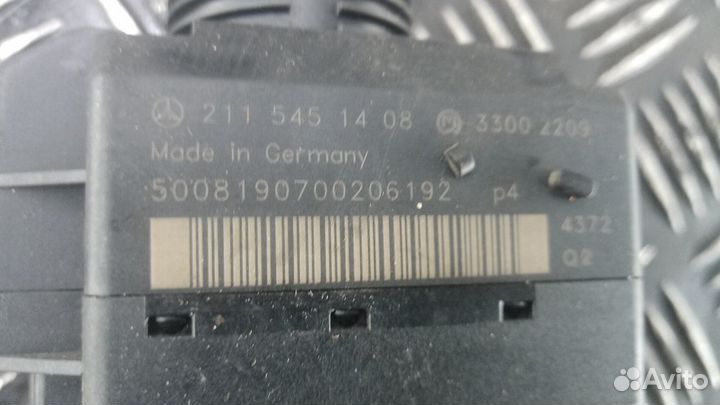 211 545 14 08 3300 2209
Made in Germany
5008190700206192 p4
4372
Q2
Avito